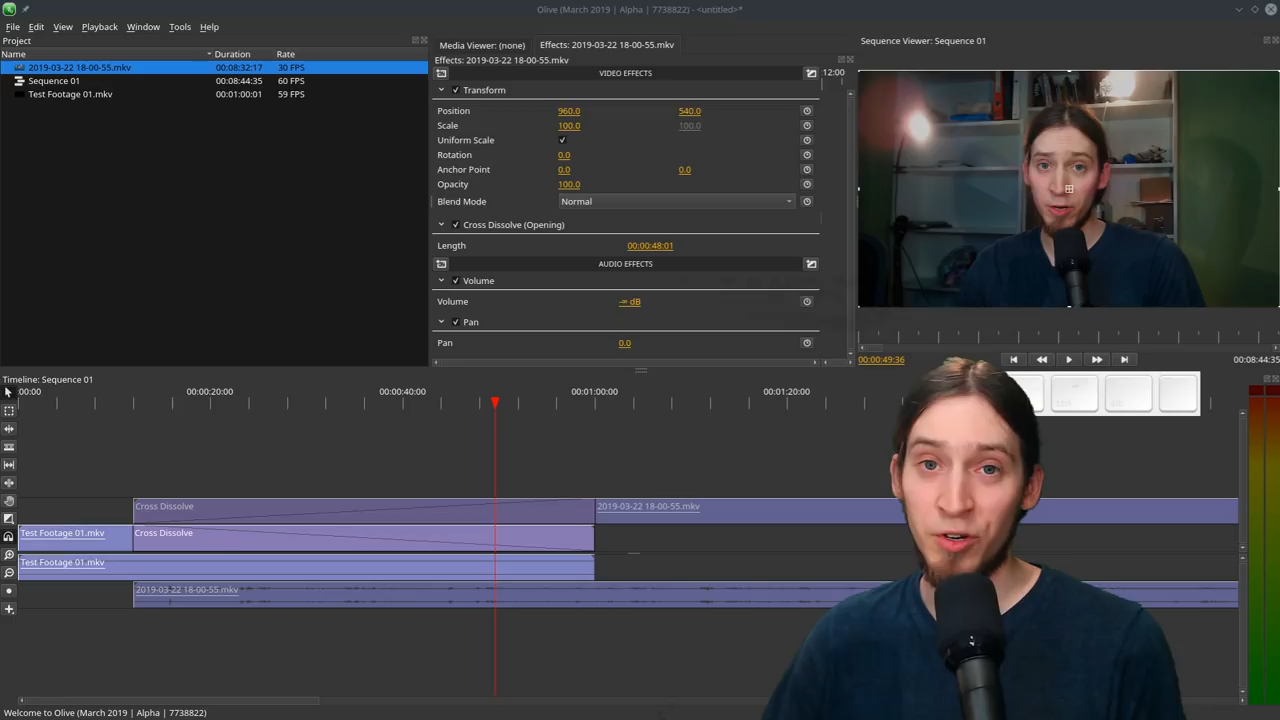 Olive (March 2019 | Alpha | 7738822) - <untitled>*
File Edit View Playback Window Tools Help
Project
Name Duration Rate
2019-03-22 18-00-55.mkv 00:08:32:17 30 FPS
Sequence 01 00:08:44:35 60 FPS
Test Footage 01.mkv 00:01:00:01 59 FPS
Media Viewer: (none) Effects: 2019-03-22 18-00-55.mkv
Effects: 2019-03-22 18-00-55.mkv
VIDEO EFFECTS 12:00
Transform
Position 960.0 540.0
Scale 100.0 100.0
Uniform Scale
Rotation 0.0
Anchor Point 0.0 0.0
Opacity 100.0
Blend Mode Normal
Cross Dissolve (Opening)
Length 00:00:48:01
AUDIO EFFECTS
Volume
Volume -∞ dB
Pan
Pan 0.0
Sequence Viewer: Sequence 01
00:00:49:36 00:08:44:35
Timeline: Sequence 01
00:00 00:00:20:00 00:00:40:00 00:01:00:00 00:01:20:00
Cross Dissolve 2019-03-22 18-00-55.mkv
Test Footage 01.mkv Cross Dissolve
Test Footage 01.mkv
2019-03-22 18-00-55.mkv
Welcome to Olive (March 2019 | Alpha | 7738822)